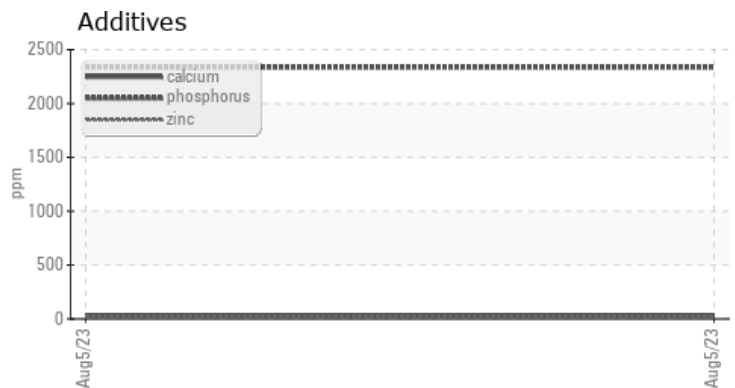 Additives
2500
2000
1500
1000
500
0
ppm
calcium
phosphorus
zinc
Aug5/23
Aug5/23